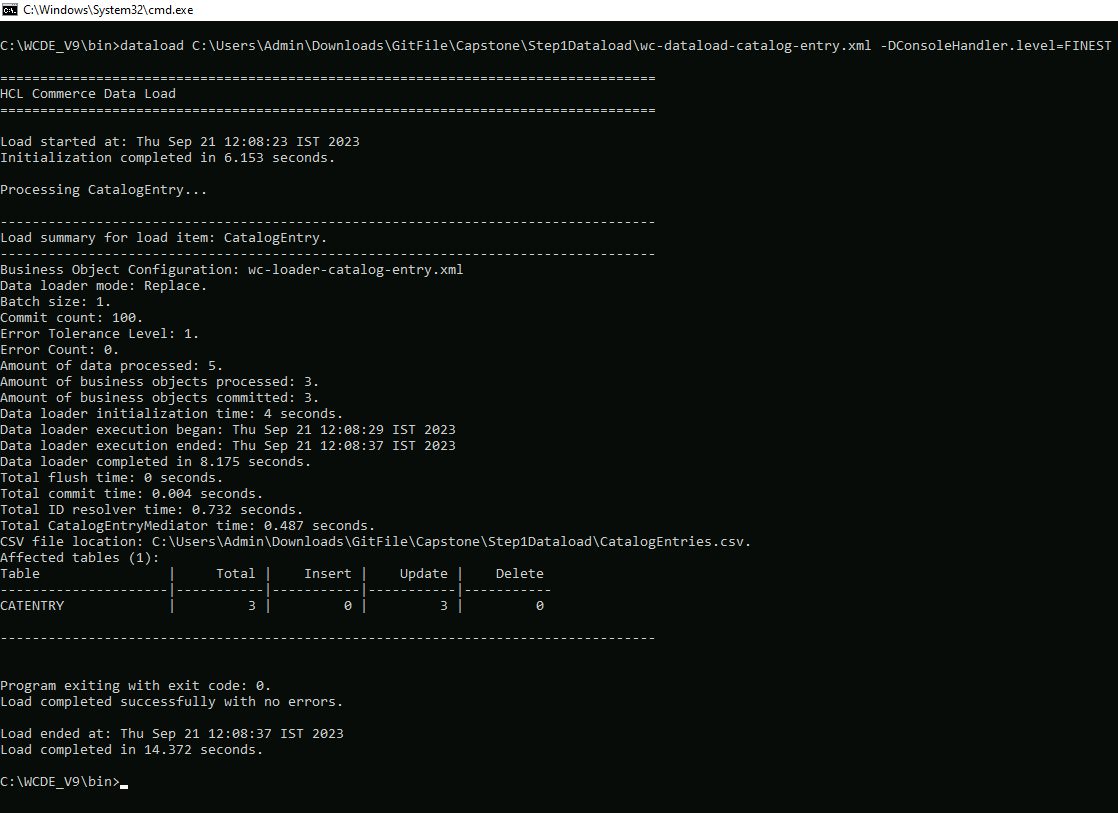 C:\Windows\System32\cmd.exe
C:\WCDE_V9\bin>dataload C:\Users\Admin\Downloads\GitFile\Capstone\Step1Dataload\wc-dataload-catalog-entry.xml -DConsoleHandler.level=FINEST
==================================================================================
HCL Commerce Data Load
==================================================================================
Load started at: Thu Sep 21 12:08:23 IST 2023
Initialization completed in 6.153 seconds.
Processing CatalogEntry...
----------------------------------------------------------------------------------
Load summary for load item: CatalogEntry.
----------------------------------------------------------------------------------
Business Object Configuration: wc-loader-catalog-entry.xml
Data loader mode: Replace.
Batch size: 1.
Commit count: 100.
Error Tolerance Level: 1.
Error Count: 0.
Amount of data processed: 5.
Amount of business objects processed: 3.
Amount of business objects committed: 3.
Data loader initialization time: 4 seconds.
Data loader execution began: Thu Sep 21 12:08:29 IST 2023
Data loader execution ended: Thu Sep 21 12:08:37 IST 2023
Data loader completed in 8.175 seconds.
Total flush time: 0 seconds.
Total commit time: 0.004 seconds.
Total ID resolver time: 0.732 seconds.
Total CatalogEntryMediator time: 0.487 seconds.
CSV file location: C:\Users\Admin\Downloads\GitFile\Capstone\Step1Dataload\CatalogEntries.csv.
Affected tables (1):
Table                |     Total |    Insert |    Update |    Delete
---------------------|-----------|-----------|-----------|-----------
CATENTRY             |         3 |         0 |         3 |         0
----------------------------------------------------------------------------------
Program exiting with exit code: 0.
Load completed successfully with no errors.
Load ended at: Thu Sep 21 12:08:37 IST 2023
Load completed in 14.372 seconds.
C:\WCDE_V9\bin>